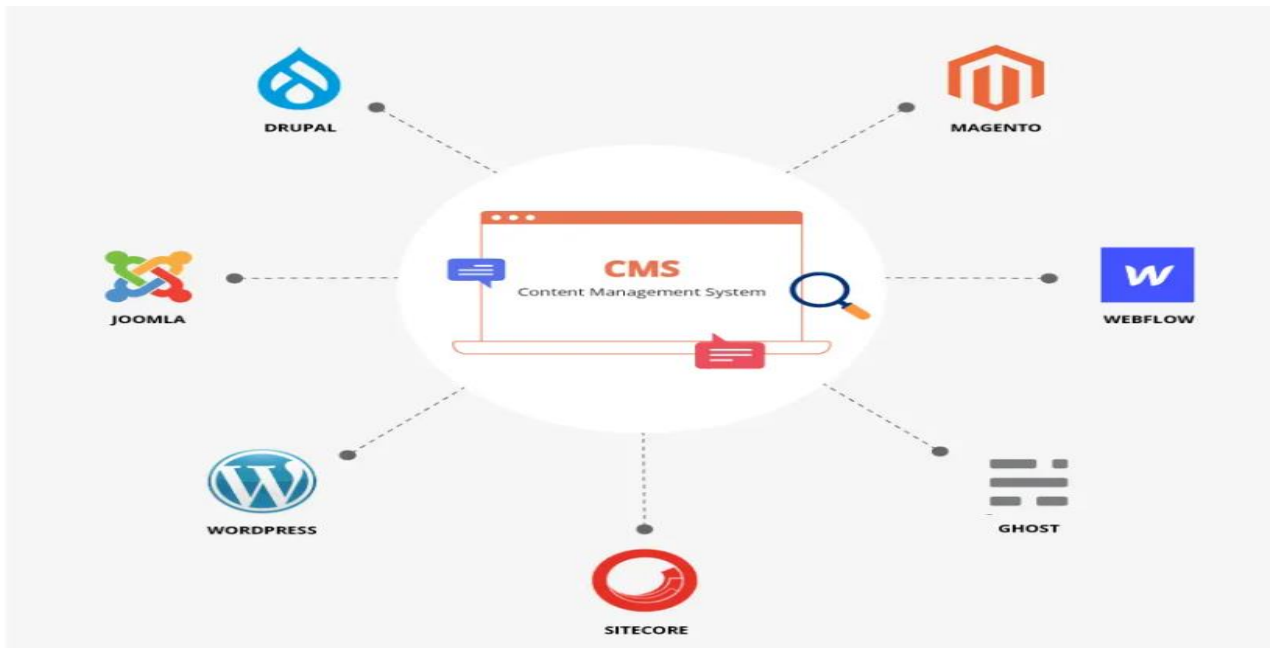 DRUPAL
MAGENTO
CMS
Content Management System
JOOMLA
WEBFLOW
WORDPRESS
GHOST
SITECORE